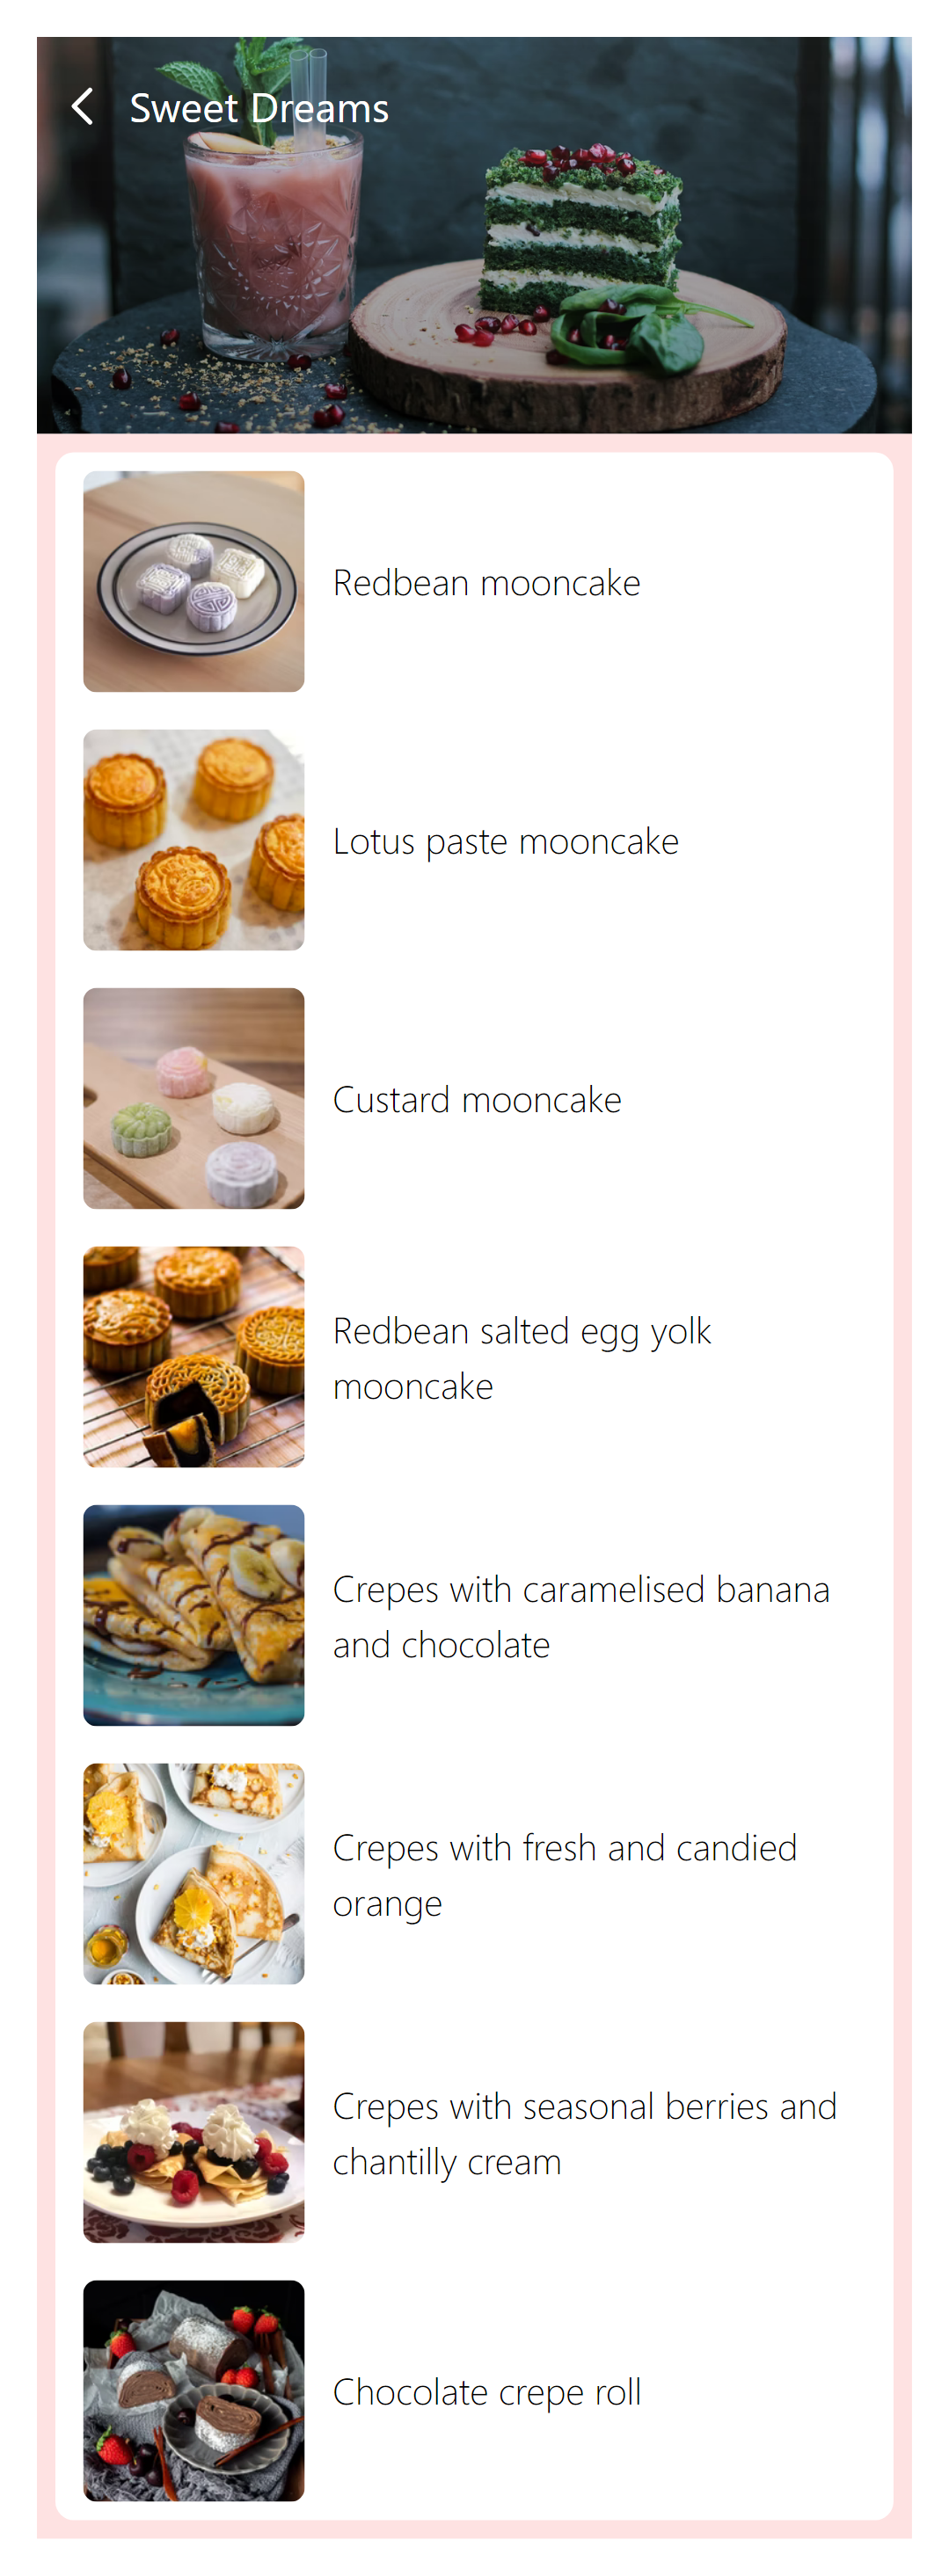 Sweet Dreams
Redbean mooncake
Lotus paste mooncake
Custard mooncake
Redbean salted egg yolk
mooncake
Crepes with caramelised banana
and chocolate
Crepes with fresh and candied
orange
Crepes with seasonal berries and
chantilly cream
Chocolate crepe roll